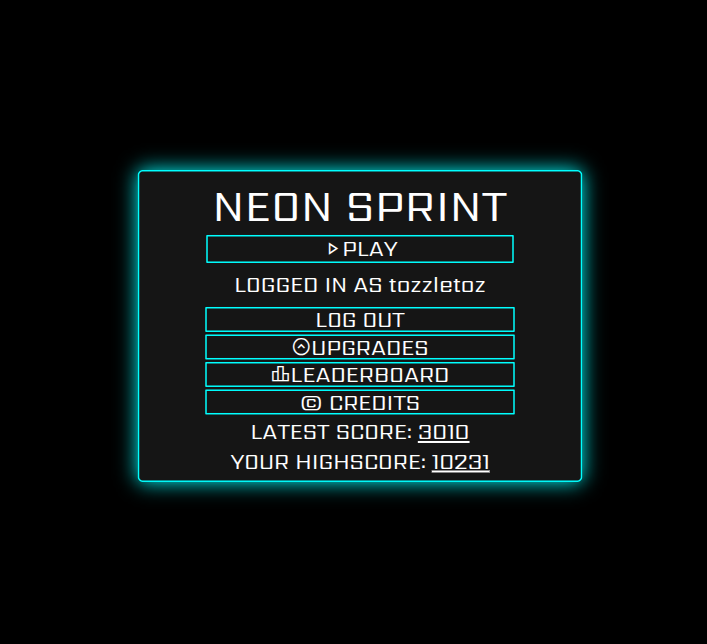 NEON SPRINT
PLAY
LOGGED IN AS tozzletoz
LOG OUT
UPGRADES
LEADERBOARD
© CREDITS
LATEST SCORE: 3010
YOUR HIGHSCORE: 10231